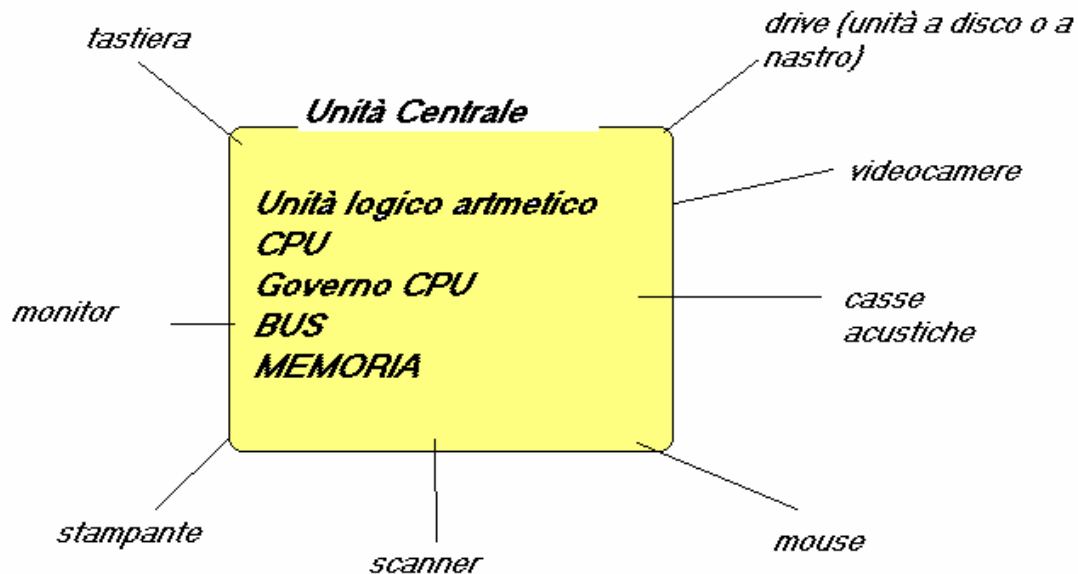 tastiera
drive (unità a disco o a
nastro)
Unità Centrale
videocamere
Unità logico artmetico
CPU
Governo CPU
BUS
MEMORIA
monitor
casse
acustiche
stampante
scanner
mouse